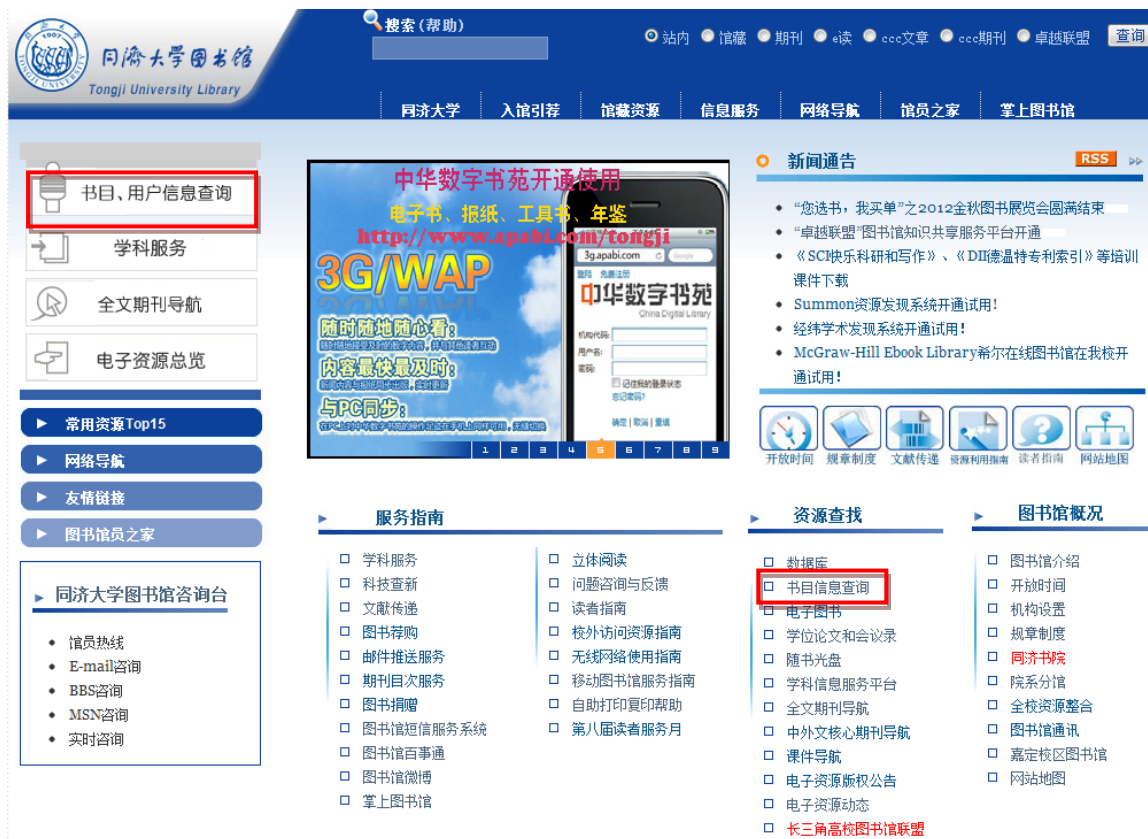 同濟大學图书馆
Tongji University Library
1907
搜索(帮助)
站内 馆藏 期刊 e读 ccc文章 ccc期刊 卓越联盟 查询
同济大学 入馆引荐 馆藏资源 信息服务 网络导航 馆员之家 掌上图书馆
书目、用户信息查询
学科服务
全文期刊导航
电子资源总览
常用资源Top15
网络导航
友情链接
图书馆员之家
同济大学图书馆咨询台
馆员热线
E-mail咨询
BBS咨询
MSN咨询
实时咨询
中华数字书苑开通使用
电子书、报纸、工具书、年鉴
http://www.apabi.com/tongji
3G/WAP
随时随地随心看:
内容最快最及时:
与PC同步:
3g.apabi.com
Google
登陆 免费注册
中华数字书苑
China Digital Library
机构代码:
用户名:
密码:
记住我的登录状态
忘记密码?
确定 | 取消 | 重填
1 2 3 4 5 6 7 8 9
新闻通告
RSS
“您选书，我买单”之2012金秋图书展览会圆满结束
“卓越联盟”图书馆知识共享服务平台开通
《SCI快乐科研和写作》、《DII德温特专利索引》等培训
课件下载
Summon资源发现系统开通试用!
经纬学术发现系统开通试用!
McGraw-Hill Ebook Library希尔在线图书馆在我校开
通试用!
开放时间 规章制度 文献传递 资源利用指南 读者指南 网站地图
服务指南
学科服务
科技查新
文献传递
图书荐购
邮件推送服务
期刊目次服务
图书捐赠
图书馆短信服务系统
图书馆百事通
图书馆微博
掌上图书馆
立体阅读
问题咨询与反馈
读者指南
校外访问资源指南
无线网络使用指南
移动图书馆服务指南
自助打印复印帮助
第八届读者服务月
资源查找
数据库
书目信息查询
电子图书
学位论文和会议录
随书光盘
学科信息服务平台
全文期刊导航
中外文核心期刊导航
课件导航
电子资源版权公告
电子资源动态
长三角高校图书馆联盟
图书馆概况
图书馆介绍
开放时间
机构设置
规章制度
同济书院
院系分馆
全校资源整合
图书馆通讯
嘉定校区图书馆
网站地图